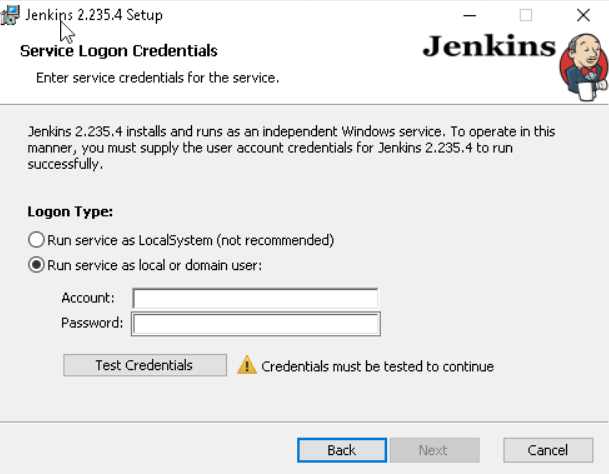 Jenkins 2.235.4 Setup
Service Logon Credentials
Jenkins
Enter service credentials for the service.
Jenkins 2.235.4 installs and runs as an independent Windows service. To operate in this
manner, you must supply the user account credentials for Jenkins 2.235.4 to run
successfully.
Logon Type:
Run service as LocalSystem (not recommended)
Run service as local or domain user:
Account:
Password:
Test Credentials
Credentials must be tested to continue
Back
Next
Cancel